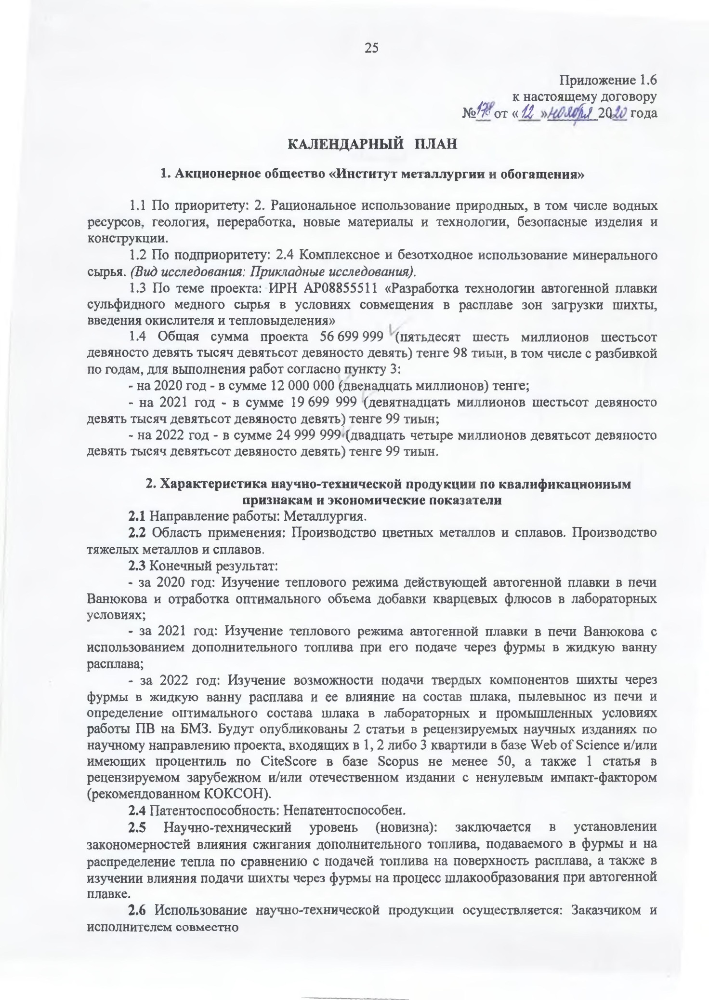 25
Приложение 1.6
к настоящему договору
№178 от «12» ноября 2020 года
КАЛЕНДАРНЫЙ ПЛАН
1. Акционерное общество «Институт металлургии и обогащения»
1.1 По приоритету: 2. Рациональное использование природных, в том числе водных
ресурсов, геология, переработка, новые материалы и технологии, безопасные изделия и
конструкции.
1.2 По подприоритету: 2.4 Комплексное и безотходное использование минерального
сырья. (Вид исследования: Прикладные исследования).
1.3 По теме проекта: ИРН АР08855511 «Разработка технологии автогенной плавки
сульфидного медного сырья в условиях совмещения в расплаве зон загрузки шихты,
введения окислителя и тепловыделения»
1.4 Общая сумма проекта 56 699 999 (пятьдесят шесть миллионов шестьсот
девяносто девять тысяч девятьсот девяносто девять) тенге 98 тиын, в том числе с разбивкой
по годам, для выполнения работ согласно пункту 3:
- на 2020 год - в сумме 12 000 000 (двенадцать миллионов) тенге;
- на 2021 год - в сумме 19 699 999 (девятнадцать миллионов шестьсот девяносто
девять тысяч девятьсот девяносто девять) тенге 99 тиын;
- на 2022 год - в сумме 24 999 999 (двадцать четыре миллионов девятьсот девяносто
девять тысяч девятьсот девяносто девять) тенге 99 тиын.
2. Характеристика научно-технической продукции по квалификационным
признакам и экономические показатели
2.1 Направление работы: Металлургия.
2.2 Область применения: Производство цветных металлов и сплавов. Производство
тяжелых металлов и сплавов.
2.3 Конечный результат:
- за 2020 год: Изучение теплового режима действующей автогенной плавки в печи
Ванюкова и отработка оптимального объема добавки кварцевых флюсов в лабораторных
условиях;
- за 2021 год: Изучение теплового режима автогенной плавки в печи Ванюкова с
использованием дополнительного топлива при его подаче через фурмы в жидкую ванну
расплава;
- за 2022 год: Изучение возможности подачи твердых компонентов шихты через
фурмы в жидкую ванну расплава и ее влияние на состав шлака, пылевынос из печи и
определение оптимального состава шлака в лабораторных и промышленных условиях
работы ПВ на БМЗ. Будут опубликованы 2 статьи в рецензируемых научных изданиях по
научному направлению проекта, входящих в 1, 2 либо 3 квартили в базе Web of Science и/или
имеющих процентиль по CiteScore в базе Scopus не менее 50, а также 1 статья в
рецензируемом зарубежном и/или отечественном издании с ненулевым импакт-фактором
(рекомендованном КОКСОН).
2.4 Патентоспособность: Непатентоспособен.
2.5 Научно-технический уровень (новизна): заключается в установлении
закономерностей влияния сжигания дополнительного топлива, подаваемого в фурмы и на
распределение тепла по сравнению с подачей топлива на поверхность расплава, а также в
изучении влияния подачи шихты через фурмы на процесс шлакообразования при автогенной
плавке.
2.6 Использование научно-технической продукции осуществляется: Заказчиком и
исполнителем совместно